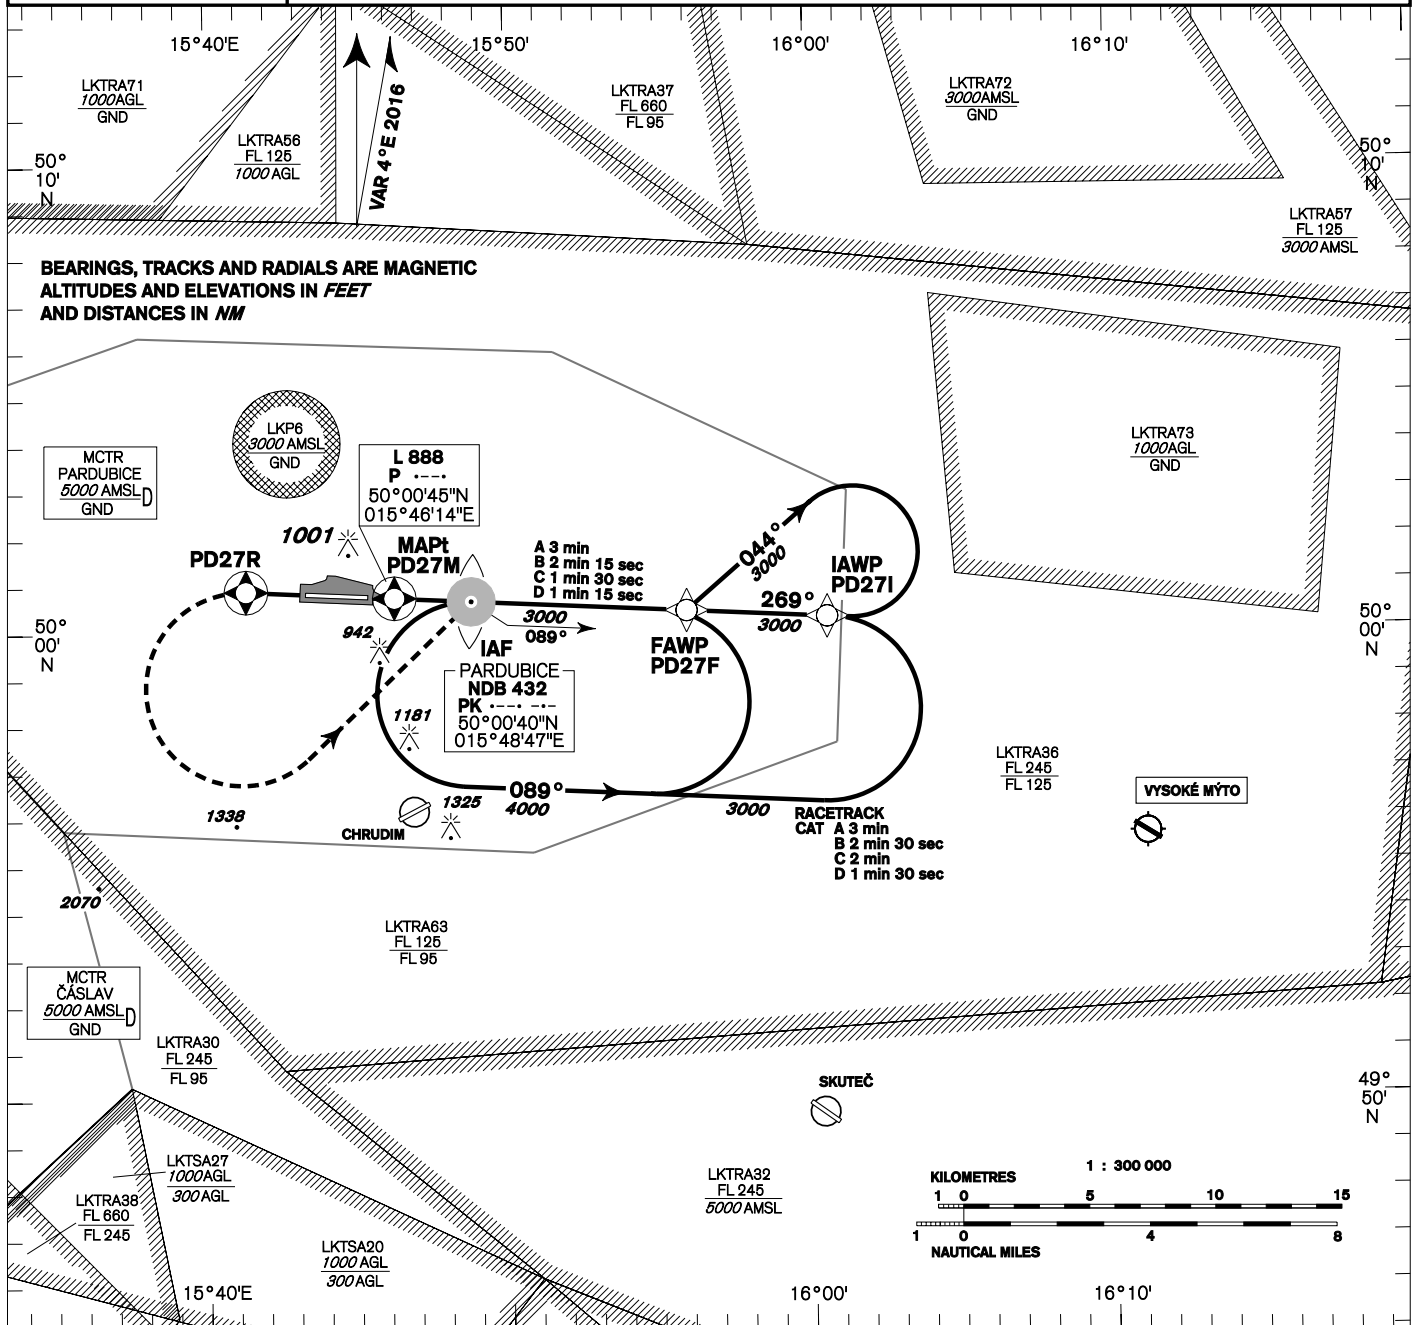 15°40'E
15°50'
16°00'
16°10'
LKTRA71
1000AGL
GND
LKTRA56
FL 125
1000 AGL
VAR 4°E 2016
LKTRA37
FL 660
FL 95
LKTRA72
3000AMSL
GND
50°
10'
N
50°
10'
N
LKTRA57
FL 125
3000 AMSL
BEARINGS, TRACKS AND RADIALS ARE MAGNETIC
ALTITUDES AND ELEVATIONS IN FEET
AND DISTANCES IN NM
LKP6
3000 AMSL
GND
MCTR
PARDUBICE
5000 AMSL D
GND
L 888
P ·--·
50°00'45"N
015°46'14"E
LKTRA73
1000AGL
GND
1001
PD27R
MAPt
PD27M
A 3 min
B 2 min 15 sec
C 1 min 30 sec
D 1 min 15 sec
044°
3000
IAWP
PD27I
269°
3000
3000
089°
942
IAF
FAWP
PD27F
50°
00'
N
50°
00'
N
PARDUBICE
NDB 432
PK ·--· -·-
50°00'40"N
015°48'47"E
1181
089°
4000
3000
1325
1338
CHRUDIM
RACETRACK
CAT A 3 min
B 2 min 30 sec
C 2 min
D 1 min 30 sec
LKTRA36
FL 245
FL 125
VYSOKÉ MÝTO
2070
LKTRA63
FL 125
FL 95
MCTR
ČÁSLAV
5000 AMSL D
GND
LKTRA30
FL 245
FL 95
SKUTEČ
49°
50'
N
LKTSA27
1000AGL
300 AGL
LKTRA38
FL 660
FL 245
LKTSA20
1000 AGL
300 AGL
LKTRA32
FL 245
5000 AMSL
1 : 300 000
KILOMETRES
1 0 5 10 15
1 0 4 8
NAUTICAL MILES
15°40'E
16°00'
16°10'